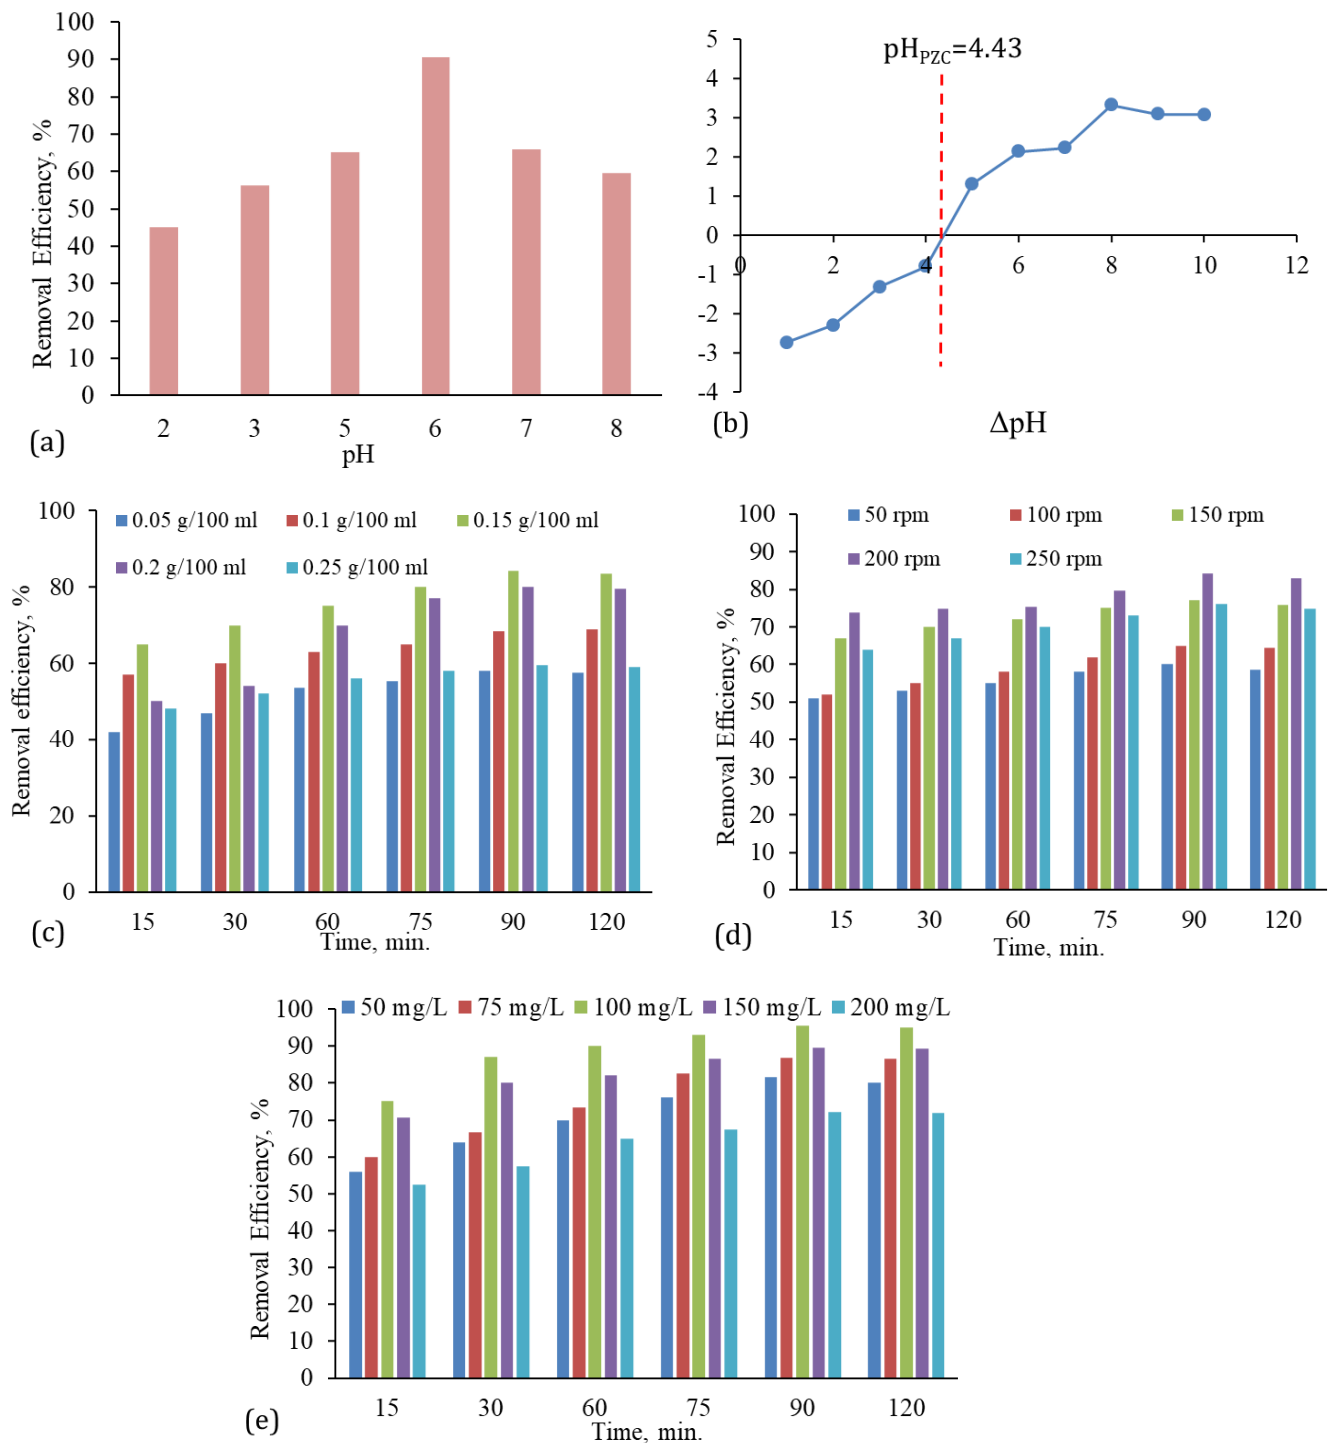 100
90
80
70
60
50
40
30
20
10
0
Removal Efficiency, %
2 3 5 6 7 8
pH
(a)
pH_PZC=4.43
5
4
3
2
1
0
-1
-2
-3
-4
0 2 4 6 8 10 12
ΔpH
(b)
0.05 g/100 ml 0.1 g/100 ml 0.15 g/100 ml
0.2 g/100 ml 0.25 g/100 ml
100
80
60
40
20
0
Removal efficiency, %
15 30 60 75 90 120
Time, min.
(c)
50 rpm 100 rpm 150 rpm
200 rpm 250 rpm
100
90
80
70
60
50
40
30
20
10
0
Removal Efficiency, %
15 30 60 75 90 120
Time, min.
(d)
50 mg/L 75 mg/L 100 mg/L 150 mg/L 200 mg/L
100
90
80
70
60
50
40
30
20
10
0
Removal Efficiency, %
15 30 60 75 90 120
Time, min.
(e)